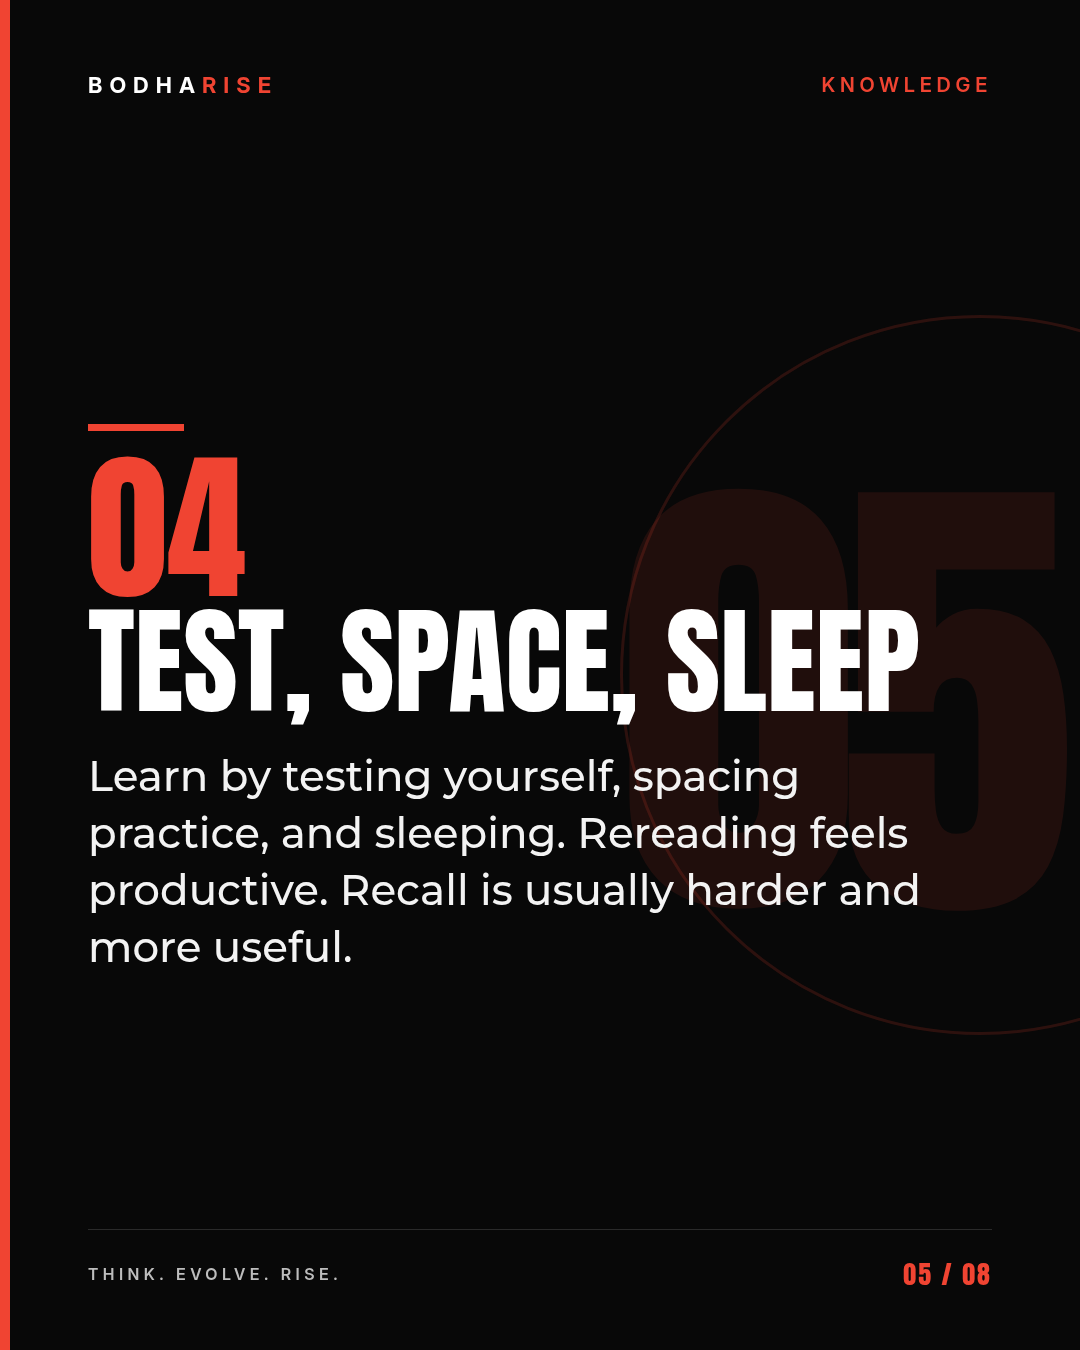 BODHARISE
KNOWLEDGE
04
05
TEST, SPACE, SLEEP
Learn by testing yourself, spacing
practice, and sleeping. Rereading feels
productive. Recall is usually harder and
more useful.
THINK. EVOLVE. RISE.
05 / 08